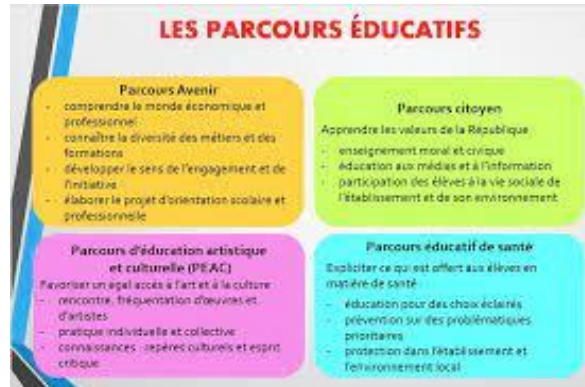 LES PARCOURS ÉDUCATIFS
Parcours Avenir
- comprendre le monde économique et
professionnel
- connaître la diversité des métiers et des
formations
- développer le sens de l'engagement et de
l'initiative
- élaborer le projet d'orientation scolaire et
professionnelle
Parcours citoyen
Apprendre les valeurs de la République
- enseignement moral et civique
- éducation aux médias et à l'information
- participation des élèves à la vie sociale de
l'établissement et de son environnement
Parcours d'éducation artistique
et culturelle (PEAC)
Favoriser un égal accès à l'art et à la culture
- rencontre, fréquentation d'œuvres et
d'artistes
- pratique individuelle et collective
- connaissances : repères culturels et esprit
critique
Parcours éducatif de santé
Expliciter ce qui est offert aux élèves en
matière de santé
- éducation pour des choix éclairés
- prévention sur des problématiques
prioritaires
- protection dans l'établissement et
l'environnement local